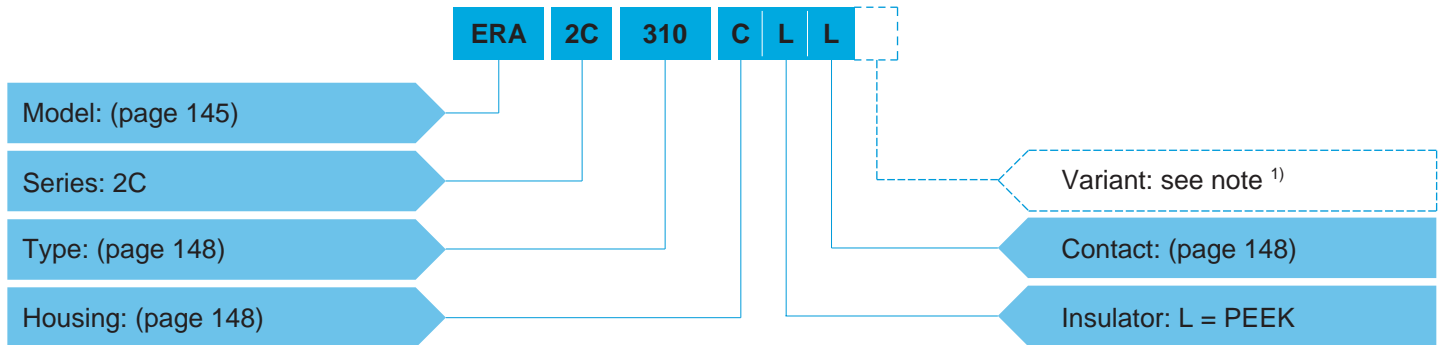 ERA 2C 310 C L L
Model: (page 145)
Series: 2C
Variant: see note 1)
Type: (page 148)
Contact: (page 148)
Housing: (page 148)
Insulator: L = PEEK